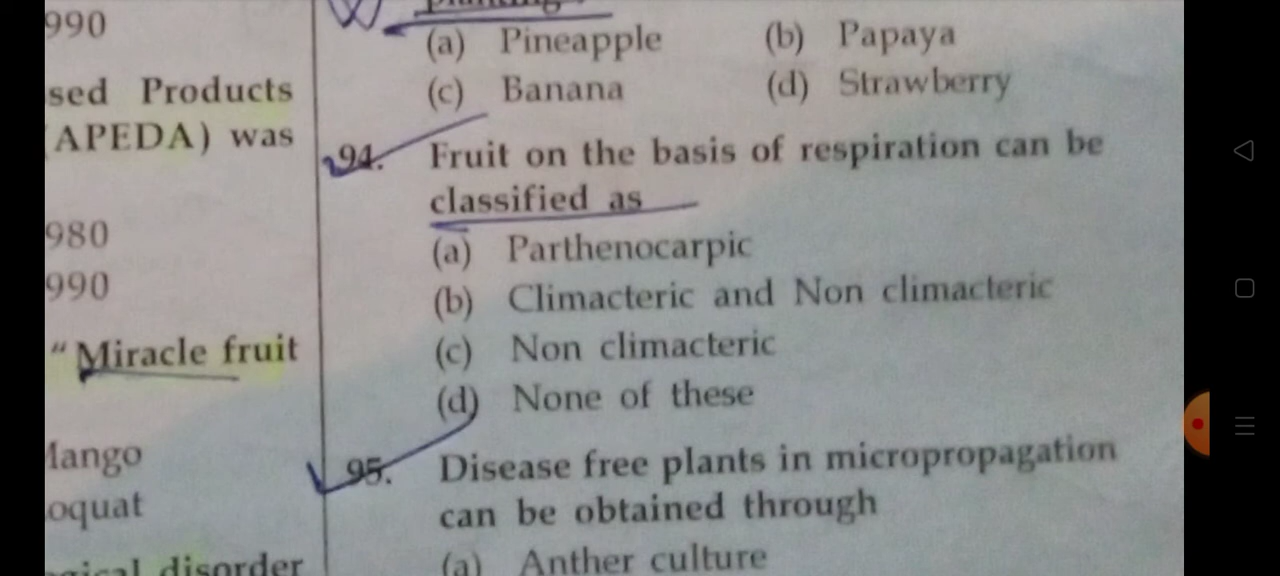 990
sed Products
(APEDA) was
980
990
"Miracle fruit
Mango
oquat
disorder
(a) Pineapple (b) Papaya
(c) Banana (d) Strawberry
94. Fruit on the basis of respiration can be
classified as
(a) Parthenocarpic
(b) Climacteric and Non climacteric
(c) Non climacteric
(d) None of these
95. Disease free plants in micropropagation
can be obtained through
(a) Anther culture